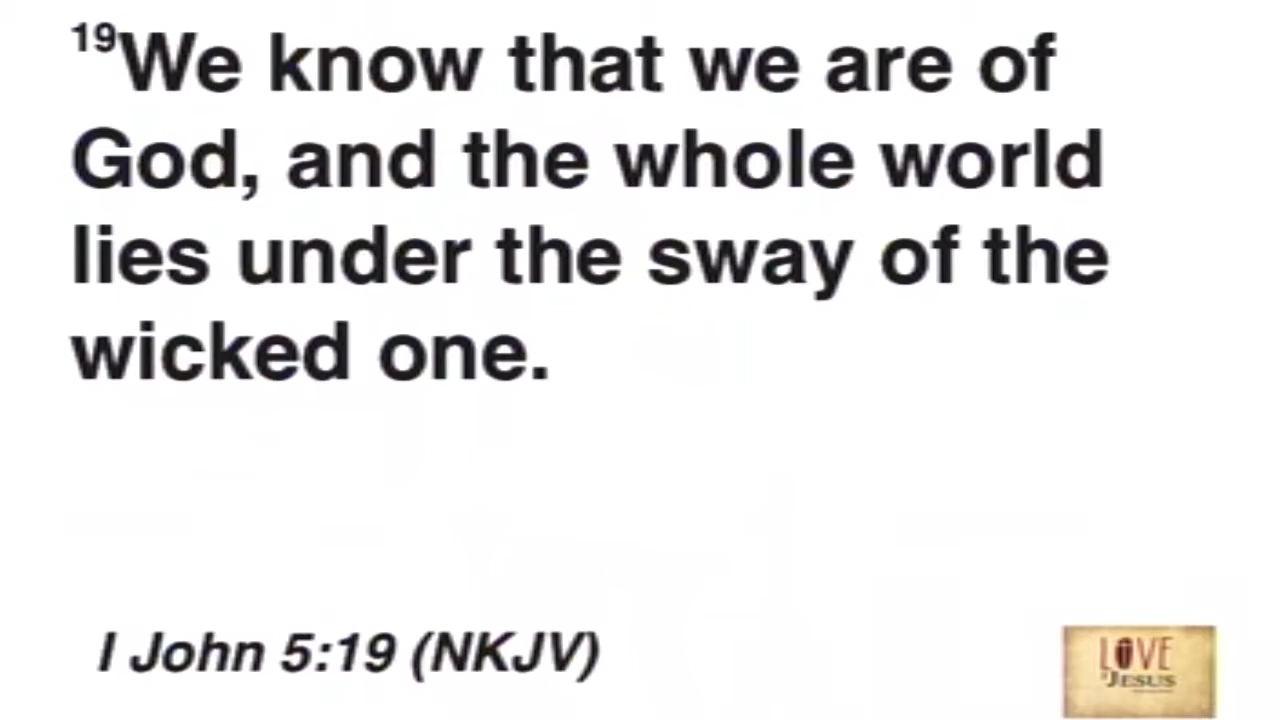 19We know that we are of
God, and the whole world
lies under the sway of the
wicked one.
I John 5:19 (NKJV)
LOVE
JESUS